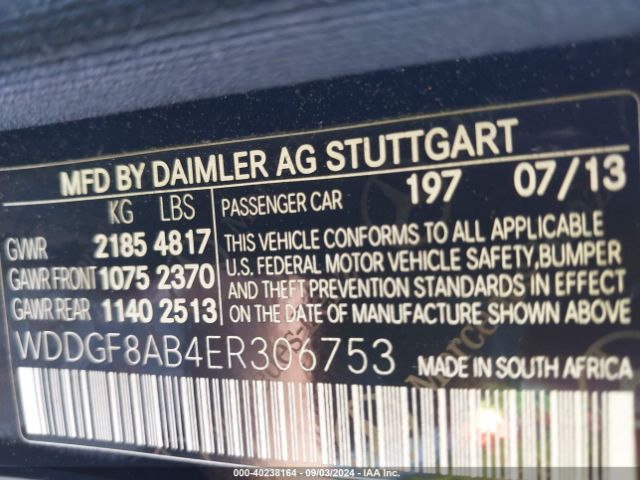 MFD BY DAIMLER AG STUTTGART
KG LBS PASSENGER CAR 197 07/13
GVWR 2185 4817
GAWR FRONT 1075 2370
GAWR REAR 1140 2513
THIS VEHICLE CONFORMS TO ALL APPLICABLE
U.S. FEDERAL MOTOR VEHICLE SAFETY, BUMPER
AND THEFT PREVENTION STANDARDS IN EFFECT
ON THE DATE OF MANUFACTURE SHOWN ABOVE
WDDGF8AB4ER306753 MADE IN SOUTH AFRICA
000-40238164 - 09/03/2024 - IAA Inc.